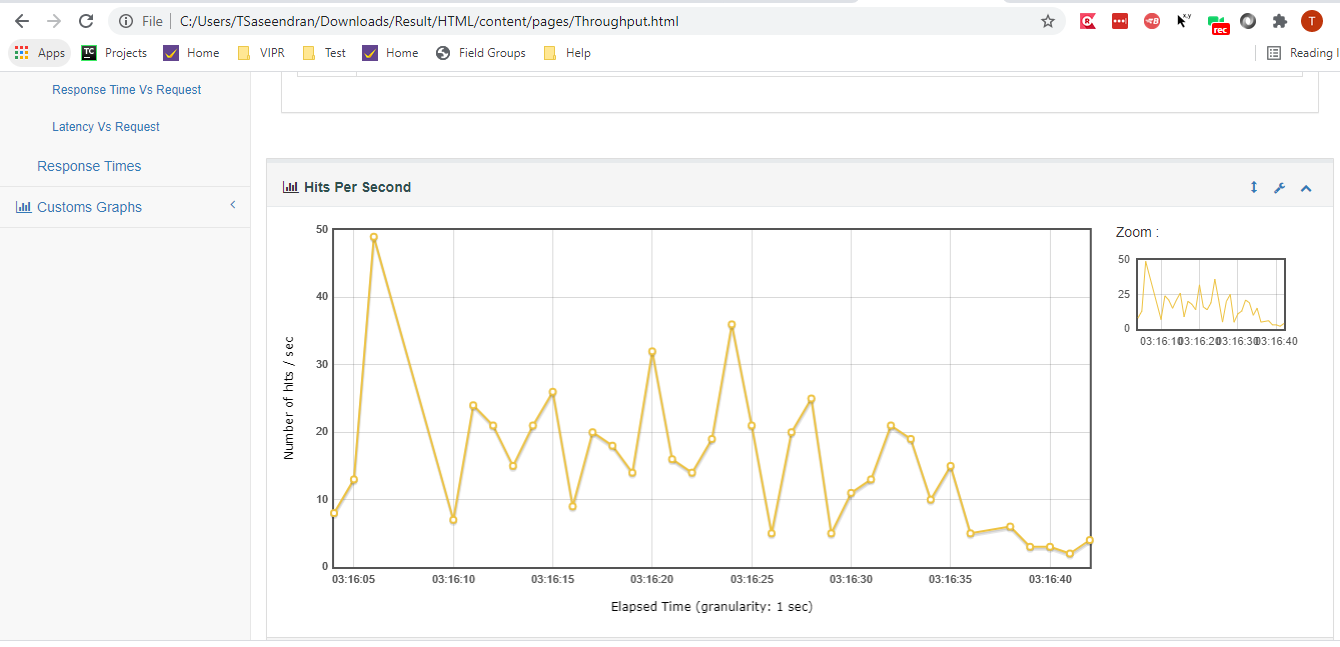 File C:/Users/TSaseendran/Downloads/Result/HTML/content/pages/Throughput.html
rec
T
Apps TC Projects Home VIPR Test Home Field Groups Help Reading
Response Time Vs Request
Latency Vs Request
Response Times
Customs Graphs
Hits Per Second
50
40
30
20
10
0
Number of hits / sec
03:16:05 03:16:10 03:16:15 03:16:20 03:16:25 03:16:30 03:16:35 03:16:40
Elapsed Time (granularity: 1 sec)
Zoom :
50
25
0
03:16:10 03:16:20 03:16:30 03:16:40